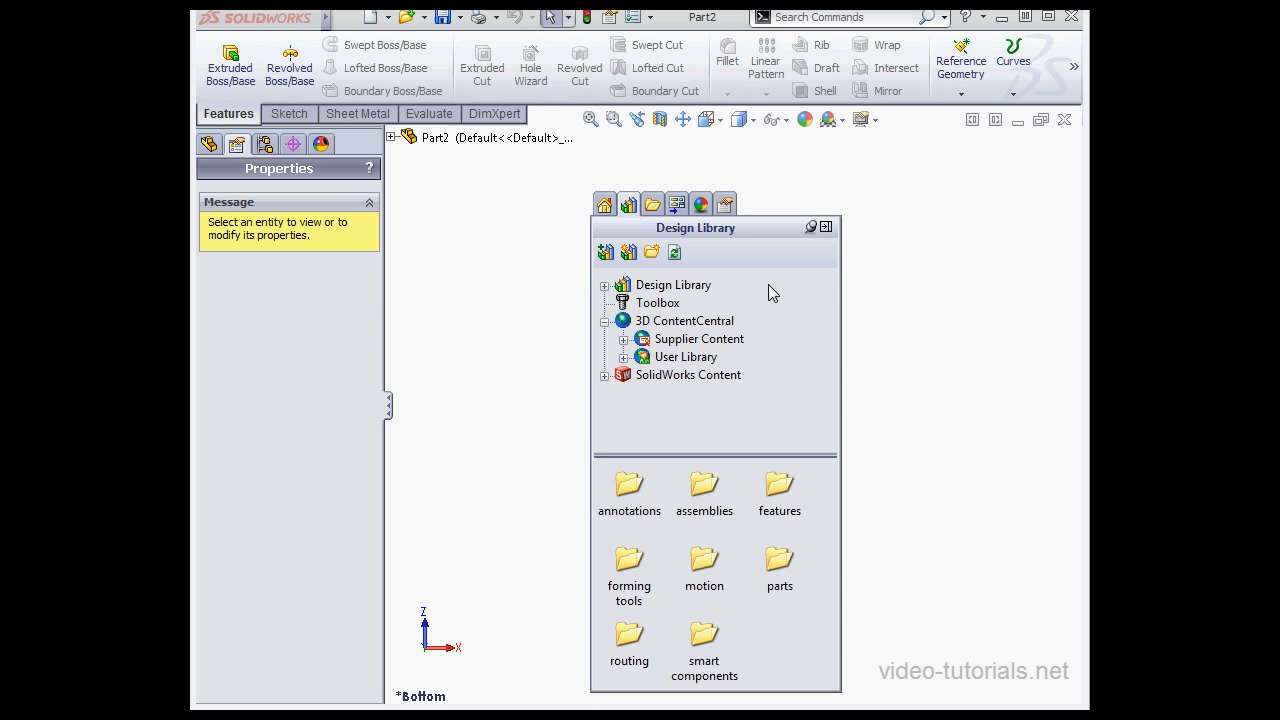 SOLIDWORKS
Part2
Search Commands
Extruded Boss/Base
Revolved Boss/Base
Swept Boss/Base
Lofted Boss/Base
Boundary Boss/Base
Extruded Cut
Hole Wizard
Revolved Cut
Swept Cut
Lofted Cut
Boundary Cut
Fillet
Linear Pattern
Rib
Draft
Shell
Wrap
Intersect
Mirror
Reference Geometry
Curves
Features
Sketch
Sheet Metal
Evaluate
DimXpert
Part2 (Default<<Default>_...
Properties
?
Message
Select an entity to view or to
modify its properties.
Design Library
Design Library
Toolbox
3D ContentCentral
Supplier Content
User Library
SolidWorks Content
annotations
assemblies
features
forming
tools
motion
parts
routing
smart
components
Z
X
*Bottom
video-tutorials.net